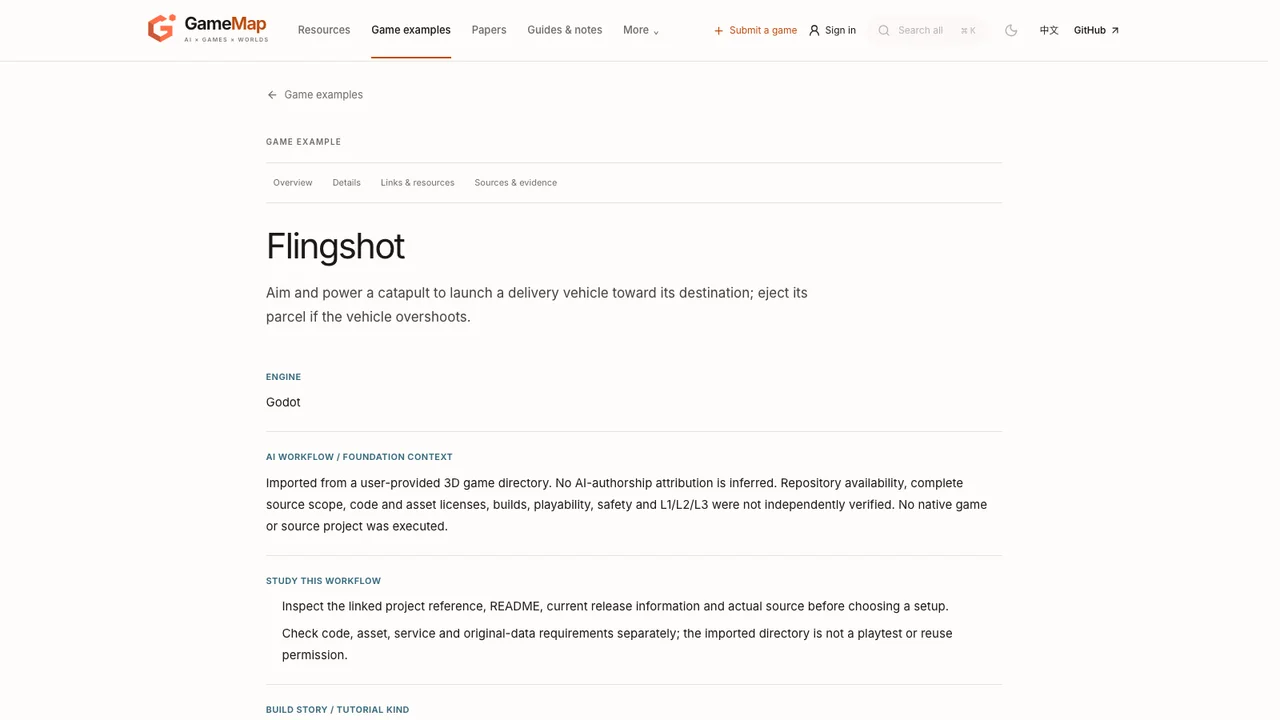 GameMap
AI × GAMES × WORLDS
Resources
Game examples
Papers
Guides & notes
More
+ Submit a game
Sign in
Search all
⌘ K
中文
GitHub ↗
← Game examples
GAME EXAMPLE
Overview
Details
Links & resources
Sources & evidence
Flingshot
Aim and power a catapult to launch a delivery vehicle toward its destination; eject its
parcel if the vehicle overshoots.
ENGINE
Godot
AI WORKFLOW / FOUNDATION CONTEXT
Imported from a user-provided 3D game directory. No AI-authorship attribution is inferred. Repository availability, complete
source scope, code and asset licenses, builds, playability, safety and L1/L2/L3 were not independently verified. No native game
or source project was executed.
STUDY THIS WORKFLOW
Inspect the linked project reference, README, current release information and actual source before choosing a setup.
Check code, asset, service and original-data requirements separately; the imported directory is not a playtest or reuse
permission.
BUILD STORY / TUTORIAL KIND